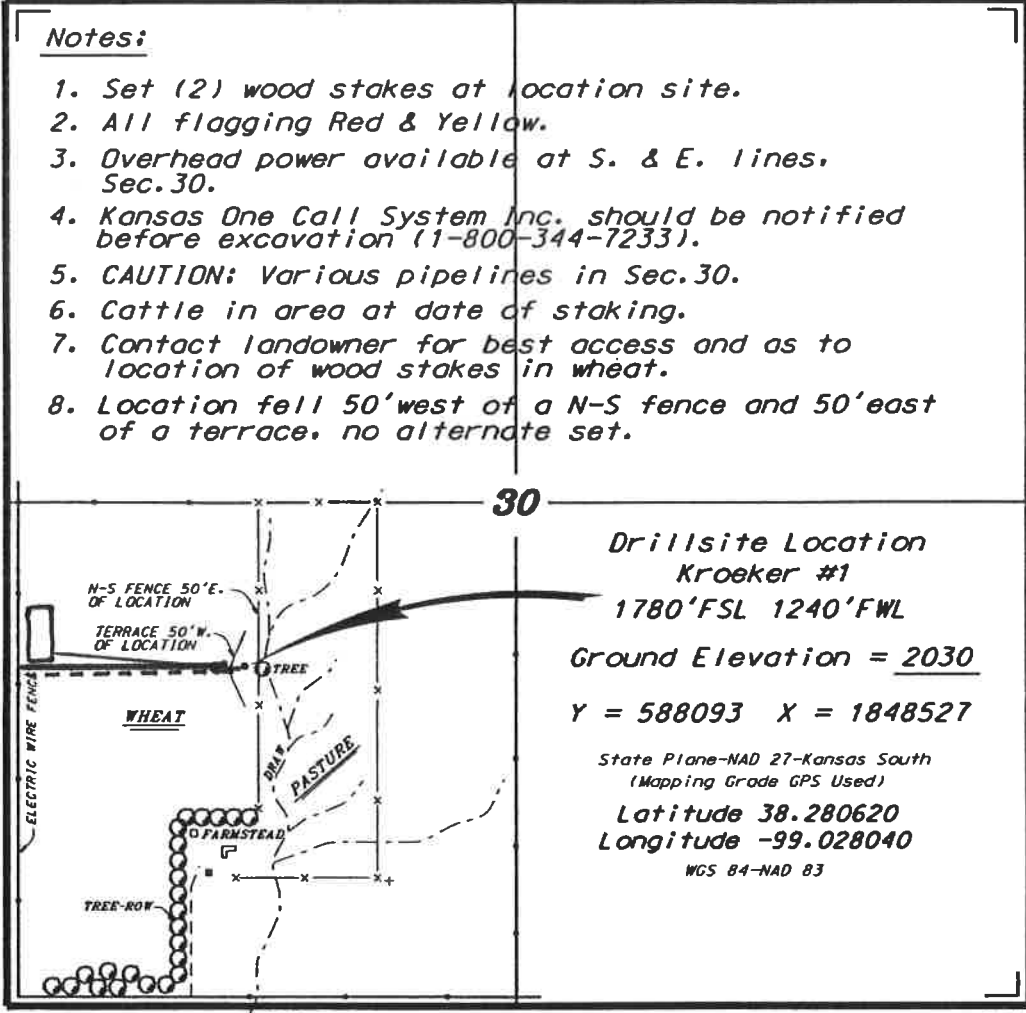 Notes:
1. Set (2) wood stakes at location site.
2. All flagging Red & Yellow.
3. Overhead power available at S. & E. lines,
Sec.30.
4. Kansas One Call System Inc. should be notified
before excavation (1-800-344-7233).
5. CAUTION: Various pipelines in Sec.30.
6. Cattle in area at date of staking.
7. Contact landowner for best access and as to
location of wood stakes in wheat.
8. Location fell 50'west of a N-S fence and 50'east
of a terrace, no alternate set.
30
Drillsite Location
Kroeker #1
1780'FSL 1240'FWL
Ground Elevation = 2030
Y = 588093 X = 1848527
State Plane-NAD 27-Kansas South
(Mapping Grade GPS Used)
Latitude 38.280620
Longitude -99.028040
WGS 84-NAD 83
N-S FENCE 50'E.
OF LOCATION
TERRACE 50'W.
OF LOCATION
TREE
ELECTRIC WIRE FENCE
WHEAT
DRAW
PASTURE
FARMSTEAD
TREE-ROW